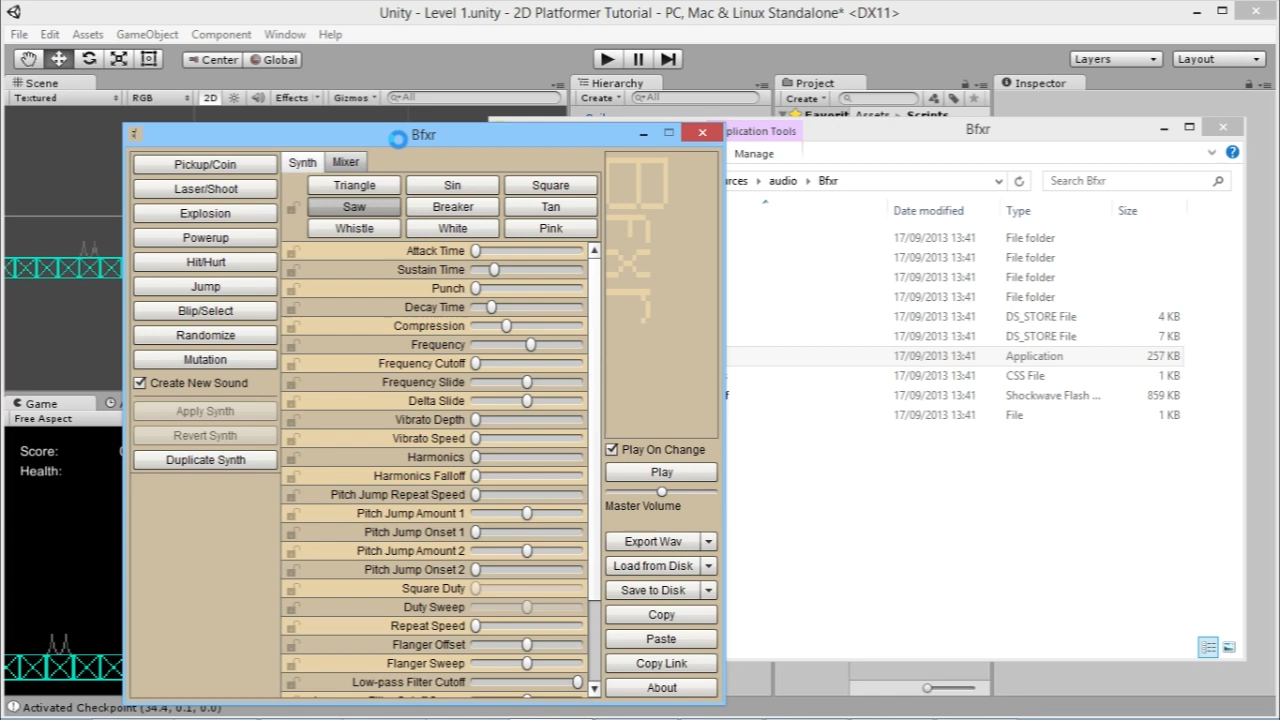 Unity - Level 1.unity - 2D Platformer Tutorial - PC, Mac & Linux Standalone* <DX11>
File Edit Assets GameObject Component Window Help
Center Global Layers Layout
Scene Hierarchy Project Inspector
Textured RGB 2D Effects Gizmos All Create All Create
Favorit Assets Scripts
Bfxr
plication Tools Bfxr
Manage
rces audio Bfxr Search Bfxr
Date modified Type Size
17/09/2013 13:41 File folder
17/09/2013 13:41 File folder
17/09/2013 13:41 File folder
17/09/2013 13:41 File folder
17/09/2013 13:41 DS_STORE File 4 KB
17/09/2013 13:41 DS_STORE File 7 KB
17/09/2013 13:41 Application 257 KB
17/09/2013 13:41 CSS File 1 KB
17/09/2013 13:41 Shockwave Flash ... 859 KB
17/09/2013 13:41 File 1 KB
Pickup/Coin
Laser/Shoot
Explosion
Powerup
Hit/Hurt
Jump
Blip/Select
Randomize
Mutation
Create New Sound
Apply Synth
Revert Synth
Duplicate Synth
Synth Mixer
Triangle Sin Square
Saw Breaker Tan
Whistle White Pink
Attack Time
Sustain Time
Punch
Decay Time
Compression
Frequency
Frequency Cutoff
Frequency Slide
Delta Slide
Vibrato Depth
Vibrato Speed
Harmonics
Harmonics Falloff
Pitch Jump Repeat Speed
Pitch Jump Amount 1
Pitch Jump Onset 1
Pitch Jump Amount 2
Pitch Jump Onset 2
Square Duty
Duty Sweep
Repeat Speed
Flanger Offset
Flanger Sweep
Low-pass Filter Cutoff
Bfxr
Play On Change
Play
Master Volume
Export Wav
Load from Disk
Save to Disk
Copy
Paste
Copy Link
About
Game
Free Aspect
Score:
Health:
Activated Checkpoint (34.4, 0.1, 0.0)